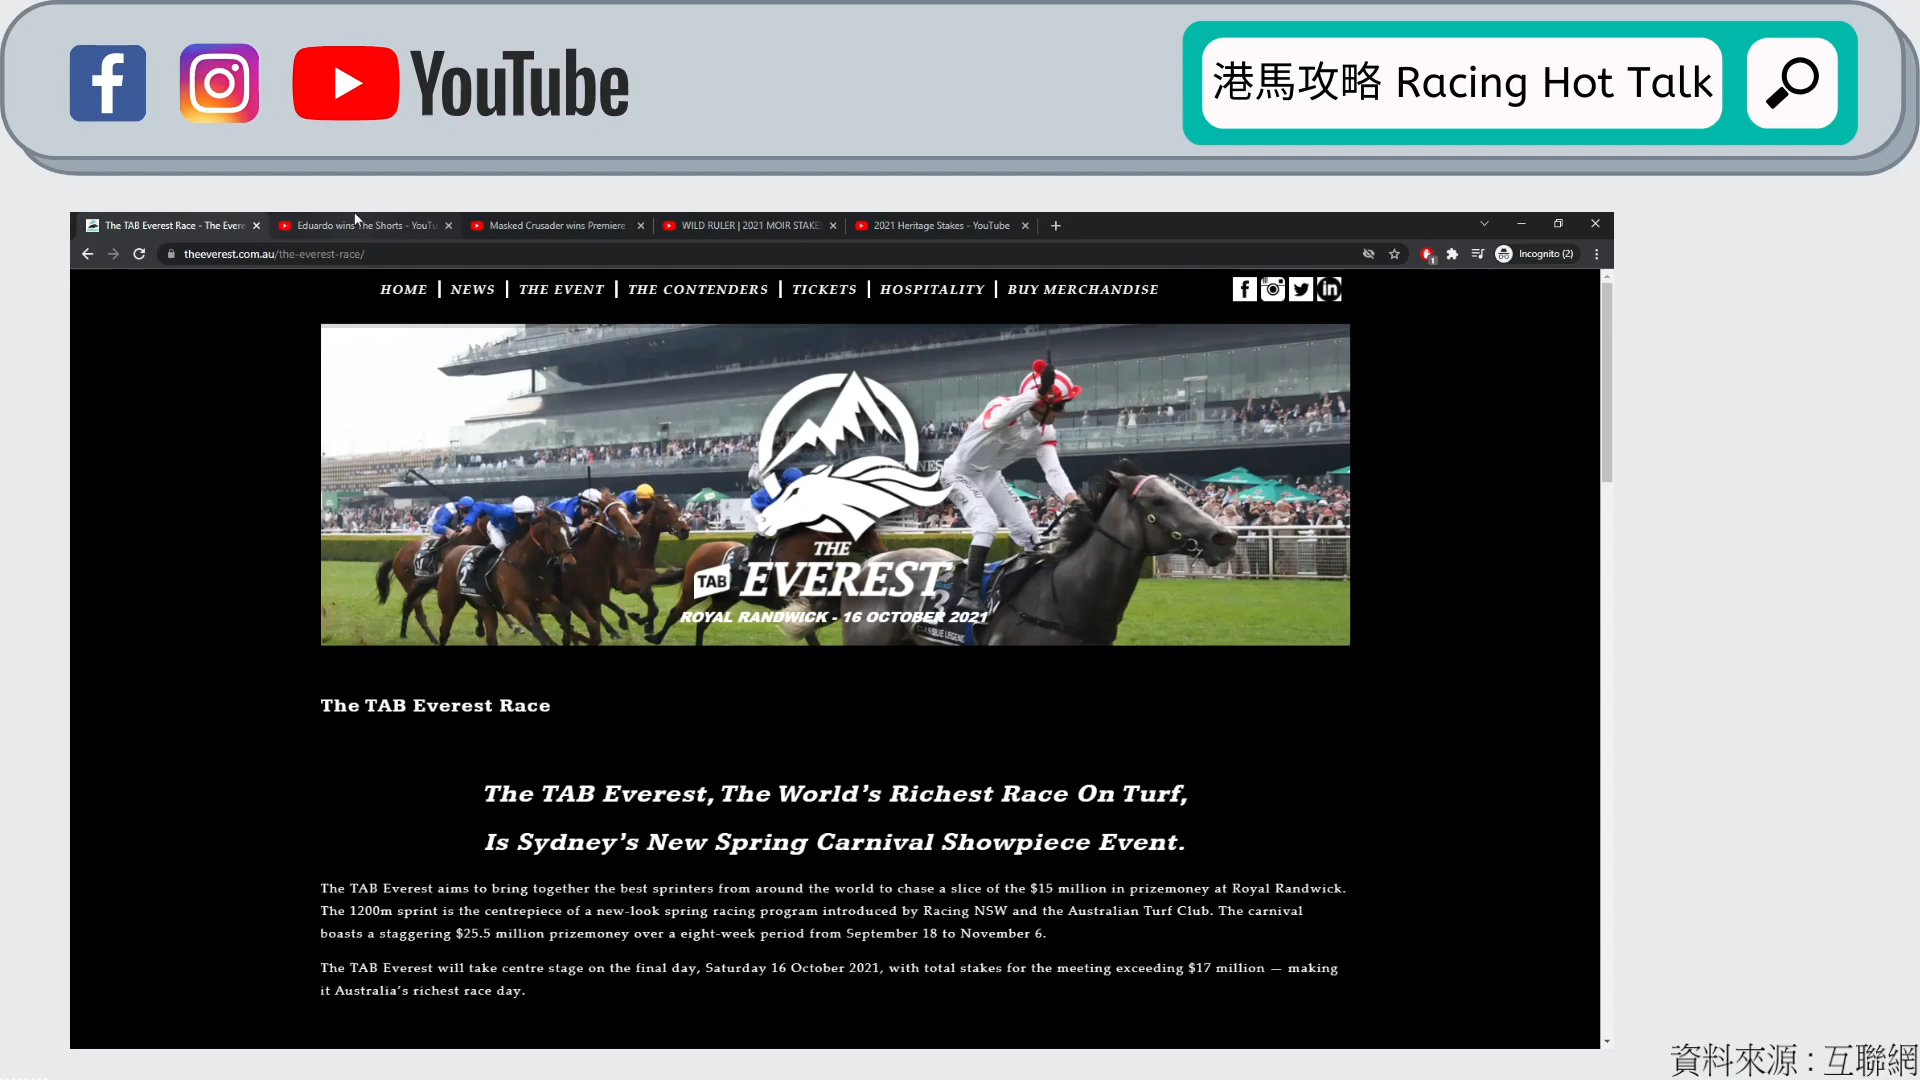 YouTube
港馬攻略 Racing Hot Talk
The TAB Everest Race - The Evere
Eduardo wins The Shorts - YouTu
Masked Crusader wins Premiere
WILD RULER | 2021 MOIR STAKE
2021 Heritage Stakes - YouTube
theeverest.com.au/the-everest-race/
Incognito (2)
HOME | NEWS | THE EVENT | THE CONTENDERS | TICKETS | HOSPITALITY | BUY MERCHANDISE
THE
TAB EVEREST
ROYAL RANDWICK - 16 OCTOBER 2021
2
3
The TAB Everest Race
The TAB Everest, The World's Richest Race On Turf,
Is Sydney's New Spring Carnival Showpiece Event.
The TAB Everest aims to bring together the best sprinters from around the world to chase a slice of the $15 million in prizemoney at Royal Randwick.
The 1200m sprint is the centrepiece of a new-look spring racing program introduced by Racing NSW and the Australian Turf Club. The carnival
boasts a staggering $25.5 million prizemoney over a eight-week period from September 18 to November 6.
The TAB Everest will take centre stage on the final day, Saturday 16 October 2021, with total stakes for the meeting exceeding $17 million — making
it Australia's richest race day.
資料來源 : 互聯網